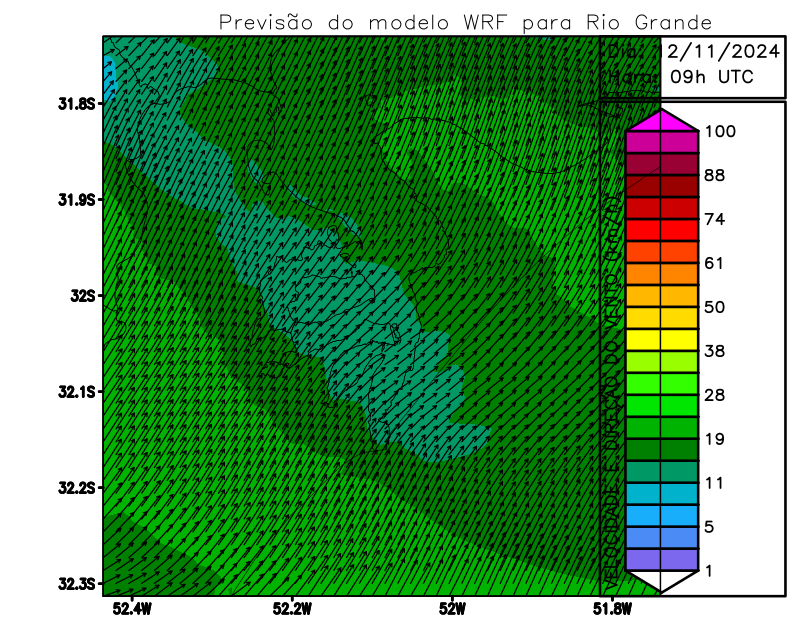 Previsão do modelo WRF para Rio Grande
Dia: 12/11/2024
Hora: 09h UTC
31.8S
31.9S
32S
32.1S
32.2S
32.3S
52.4W
52.2W
52W
51.8W
VELOCIDADE E DIREÇÃO DO VENTO (km/h)
100
88
74
61
50
38
28
19
11
5
1